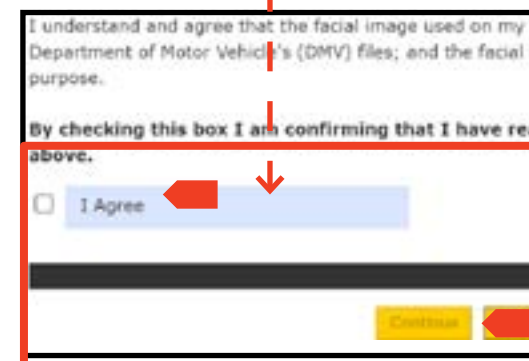 I understand and agree that the facial image used on my
Department of Motor Vehicle's (DMV) files; and the facial
purpose.
By checking this box I am confirming that I have
above.
I Agree
Continue